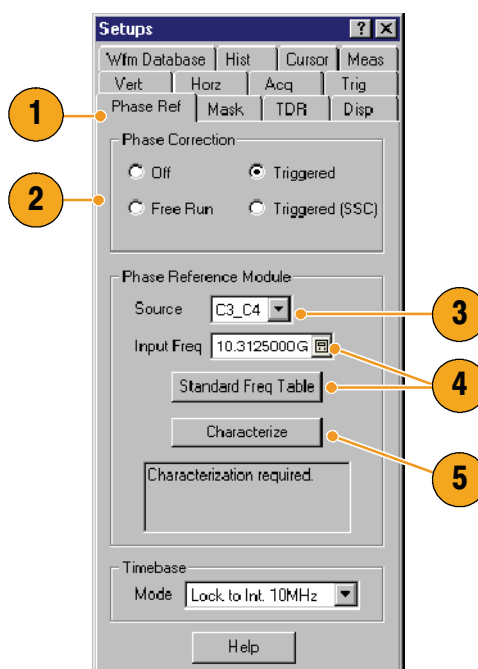 Setups
Wfm Database Hist Cursor Meas
Vert Horz Acq Trig
1
Phase Ref Mask TDR Disp
Phase Correction
Off Triggered
2
Free Run Triggered (SSC)
Phase Reference Module
Source C3_C4
3
Input Freq 10.3125000G
4
Standard Freq Table
Characterize
5
Characterization required.
Timebase
Mode Lock to Int. 10MHz
Help